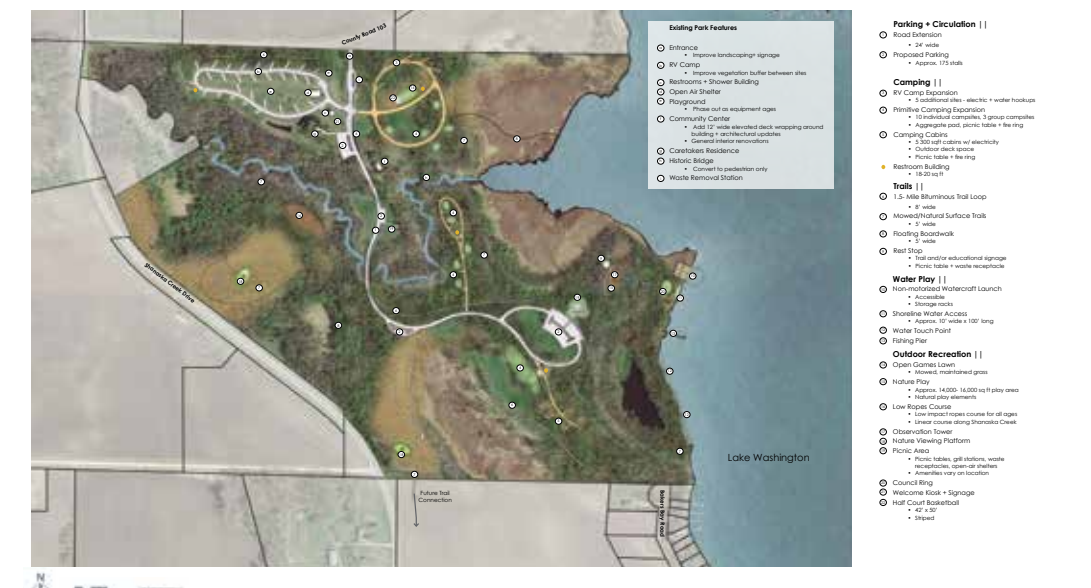 County Road 103
Shanaska Creek Drive
Future Trail
Connection
Bakers Bay Road
Lake Washington
N
Existing Park Features
Entrance
• Improve landscaping+ signage
RV Camp
• Improve vegetation buffer between sites
Restrooms + Shower Building
Open Air Shelter
Playground
• Phase out as equipment ages
Community Center
• Add 12' wide elevated deck wrapping around
building + architectural updates
• General interior renovations
Caretakers Residence
Historic Bridge
• Convert to pedestrian only
Waste Removal Station
Parking + Circulation ||
Road Extension
• 24' wide
Proposed Parking
• Approx. 175 stalls
Camping ||
RV Camp Expansion
• 5 additional sites - electric + water hookups
Primitive Camping Expansion
• 10 individual campsites, 3 group campsites
• Aggregate pad, picnic table + fire ring
Camping Cabins
• 5 300 sqft cabins w/ electricity
• Outdoor deck space
• Picnic table + fire ring
Restroom Building
• 18-20 sq ft
Trails ||
1.5- Mile Bituminous Trail Loop
• 8' wide
Mowed/Natural Surface Trails
• 5' wide
Floating Boardwalk
• 5' wide
Rest Stop
• Trail and/or educational signage
• Picnic table + waste receptacle
Water Play ||
Non-motorized Watercraft Launch
• Accessible
• Storage racks
Shoreline Water Access
• Approx. 10' wide x 100' long
Water Touch Point
Fishing Pier
Outdoor Recreation ||
Open Games Lawn
• Mowed, maintained grass
Nature Play
• Approx. 14,000- 16,000 sq ft play area
• Natural play elements
Low Ropes Course
• Low impact ropes course for all ages
• Linear course along Shanaska Creek
Observation Tower
Nature Viewing Platform
Picnic Area
• Picnic tables, grill stations, waste
receptacles, open-air shelters
• Amenities vary on location
Council Ring
Welcome Kiosk + Signage
Half Court Basketball
• 42' x 50'
• Striped